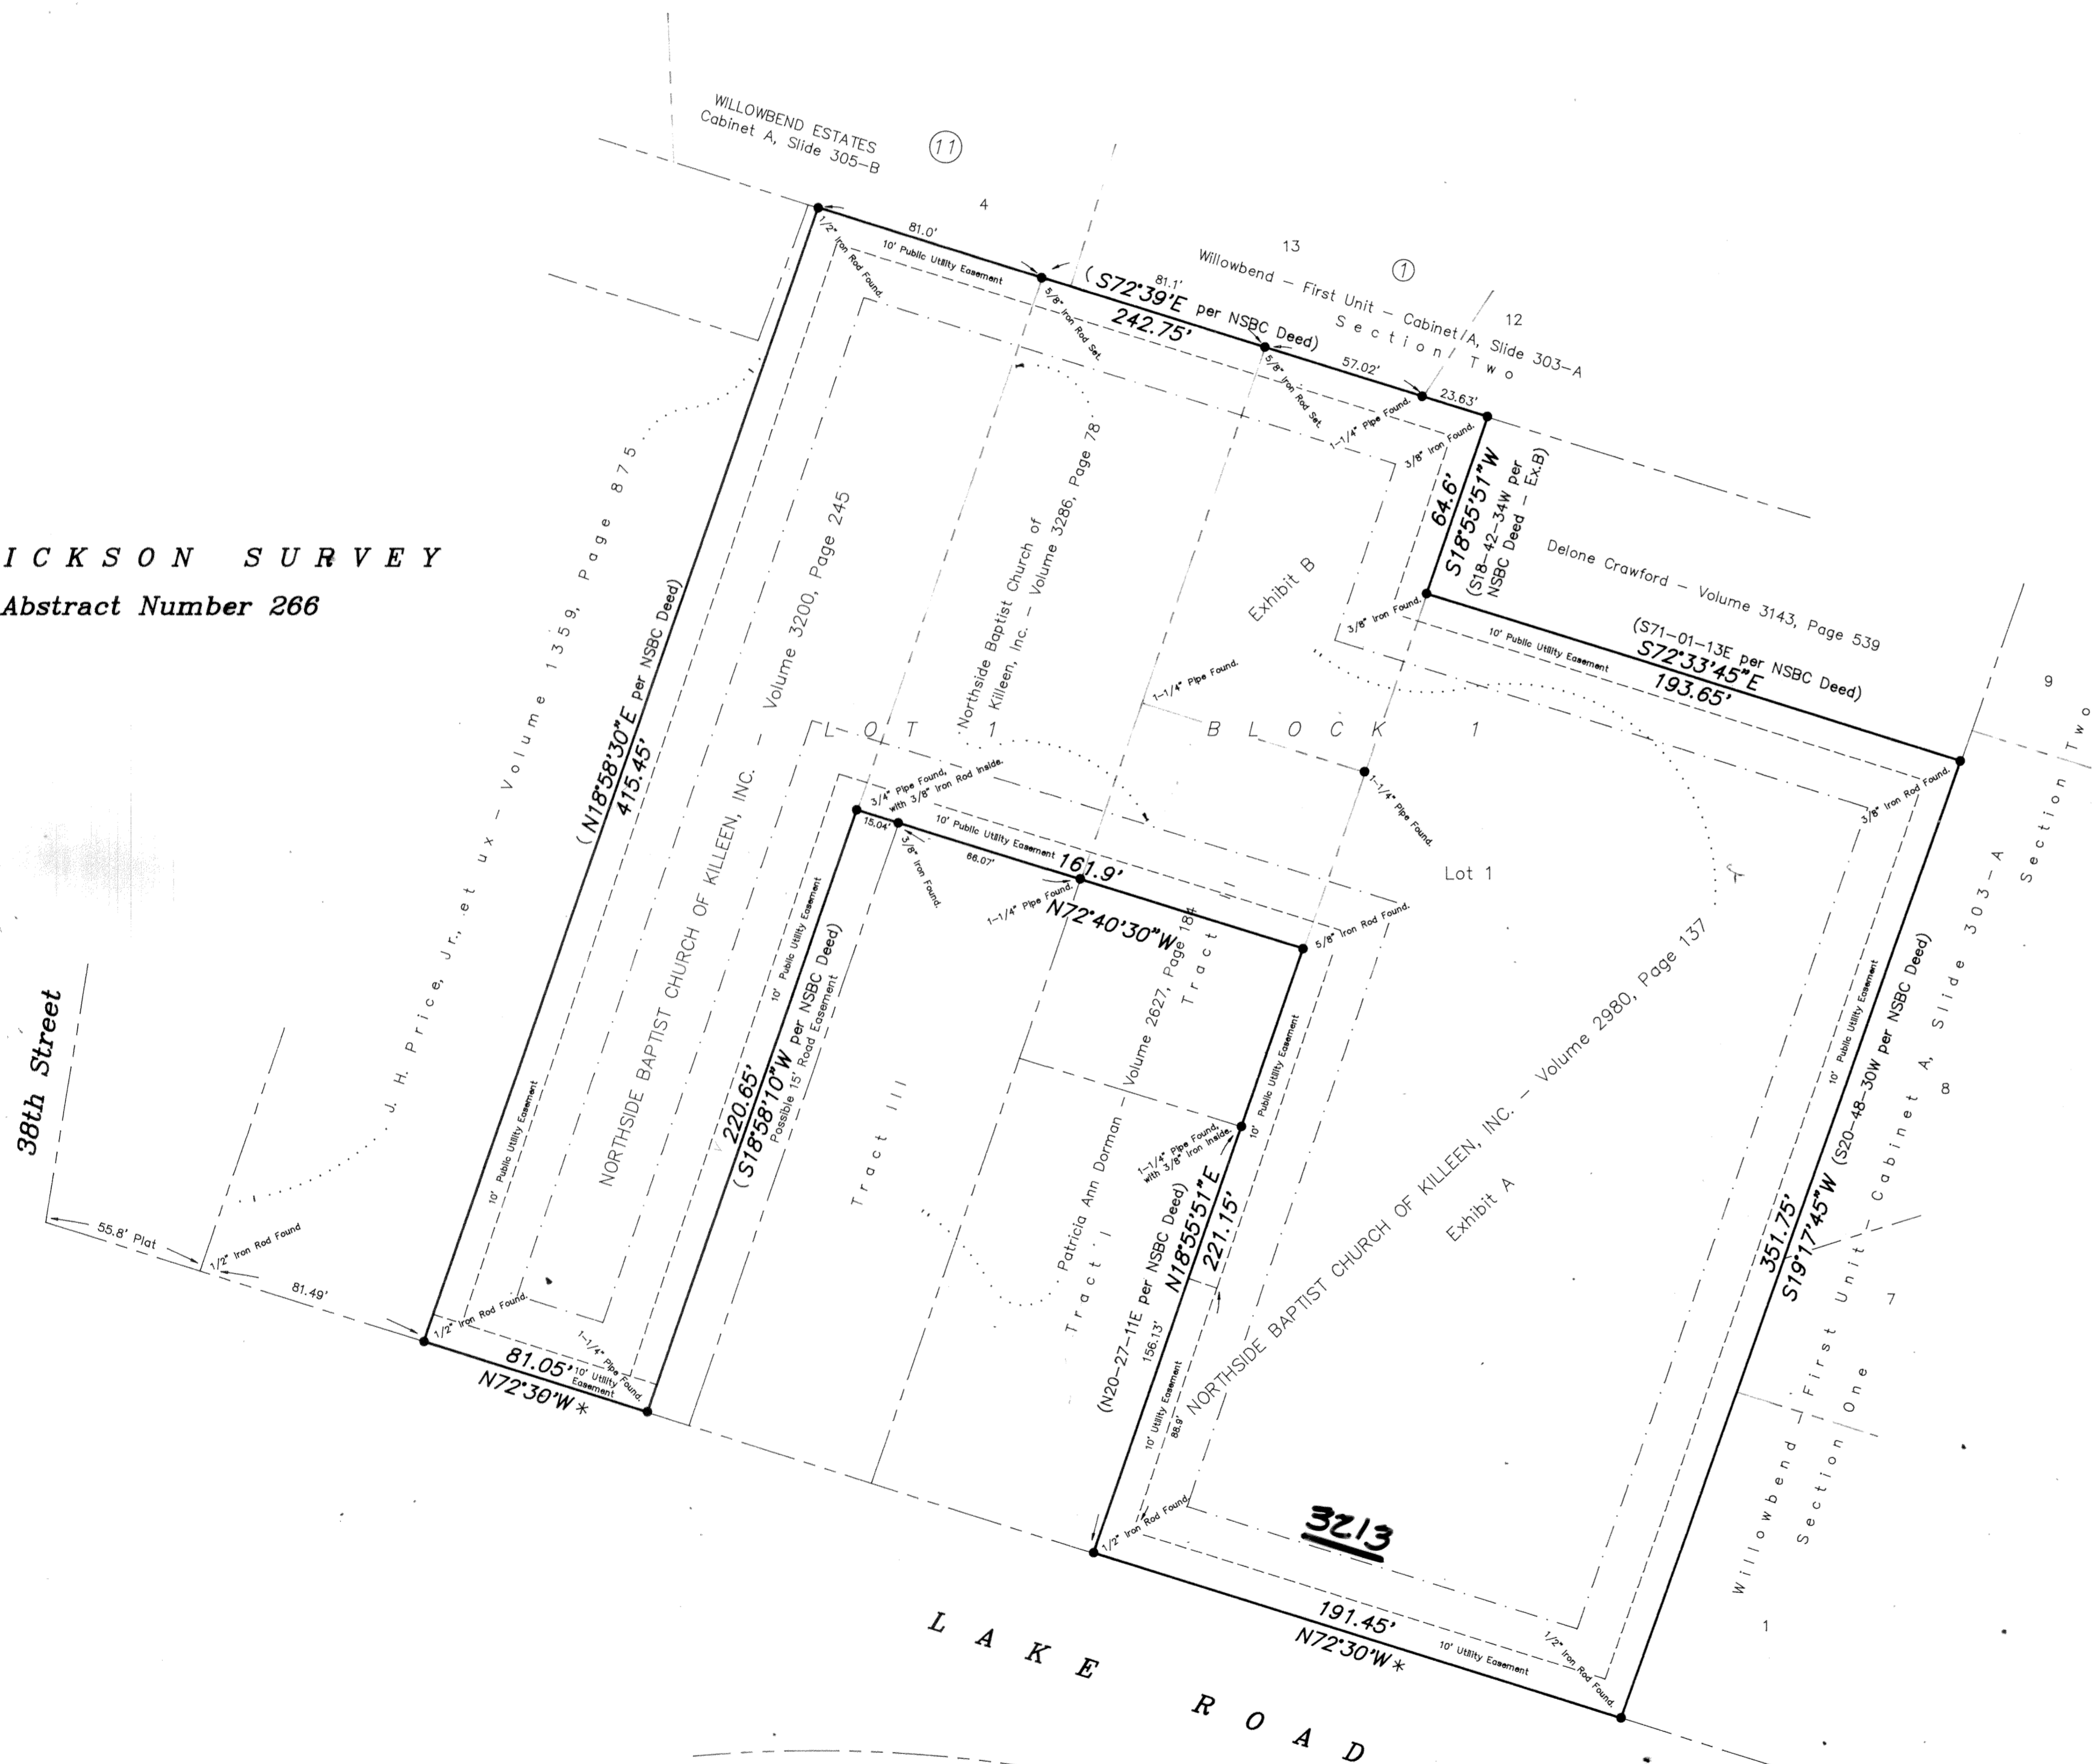 WILLOWBEND ESTATES
Cabinet A, Slide 305-B
11
4
81.0'
10' Public Utility Easement
1/2" Iron Rod Found.
5/8" Iron Rod Set.
13
1
Willowbend - First Unit - Cabinet A, Slide 303-A
Section Two
12
81.1'
(S72°39'E per NSBC Deed)
242.75'
5/8" Iron Rod Set.
57.02'
1-1/4" Pipe Found.
23.63'
3/8" Iron Found.
64.6'
S18°55'51"W
(S18-42-34W per
NSBC Deed - Ex.B)
Delone Crawford - Volume 3143, Page 539
3/8" Iron Found.
(S71-01-13E per NSBC Deed)
S72°33'45"E
193.65'
10' Public Utility Easement
9
3/8" Iron Rod Found.
Section Two
ICKSON SURVEY
Abstract Number 266
J. H. Price, Jr., et ux - Volume 1359, Page 875
(N18°58'30"E per NSBC Deed)
415.45'
NORTHSIDE BAPTIST CHURCH OF KILLEEN, INC. - Volume 3200, Page 245
Northside Baptist Church of
Killeen, Inc. - Volume 3286, Page 78
Exhibit B
1-1/4" Pipe Found.
LOT 1 BLOCK 1
3/4" Pipe Found,
with 3/8" Iron Rod Inside.
15.04'
3/8" Iron Found.
10' Public Utility Easement
66.07'
161.9'
1-1/4" Pipe Found.
N72°40'30"W
1-1/4" Pipe Found.
Lot 1
5/8" Iron Rod Found.
10' Public Utility Easement
220.65'
(S18°58'10"W per NSBC Deed)
Possible 15' Road Easement
Tract III
Patricia Ann Dorman - Volume 2627, Page 184
Tract I
Tract
10' Public Utility Easement
1-1/4" Pipe Found,
with 3/8" Iron Inside.
(N20-27-11E per NSBC Deed)
N18°55'51"E
221.15'
156.13'
10' Utility Easement
88.9'
NORTHSIDE BAPTIST CHURCH OF KILLEEN, INC. - Volume 2980, Page 137
Exhibit A
10' Public Utility Easement
351.75'
S19°17'45"W (S20-48-30W per NSBC Deed)
Willowbend - First Unit - Cabinet A, Slide 303-A
Section One
8
7
1
38th Street
55.8' Plat
1/2" Iron Rod Found
81.49'
10' Public Utility Easement
1/2" Iron Rod Found.
1-1/4" Pipe Found.
81.05'
10' Utility
Easement
N72°30'W*
1/2" Iron Rod Found.
3213
191.45'
N72°30'W*
10' Utility Easement
1/2" Iron Rod Found.
LAKE ROAD